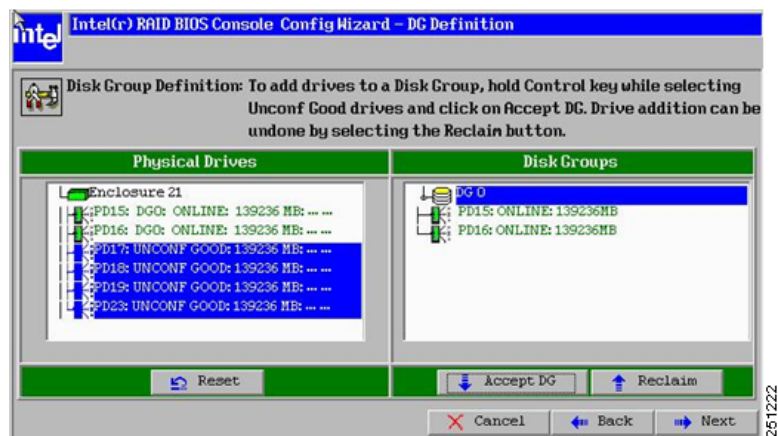 intel
Intel(r) RAID BIOS Console Config Wizard - DG Definition
Disk Group Definition: To add drives to a Disk Group, hold Control key while selecting
Unconf Good drives and click on Accept DG. Drive addition can be
undone by selecting the Reclaim button.
Physical Drives
Enclosure 21
PD15: DG0: ONLINE: 139236 MB: --- ---
PD16: DG0: ONLINE: 139236 MB: --- ---
PD17: UNCONF GOOD: 139236 MB: --- ---
PD18: UNCONF GOOD: 139236 MB: --- ---
PD19: UNCONF GOOD: 139236 MB: --- ---
PD23: UNCONF GOOD: 139236 MB: --- ---
Reset
Disk Groups
DG 0
PD15: ONLINE: 139236MB
PD16: ONLINE: 139236MB
Accept DG
Reclaim
Cancel
Back
Next
251222